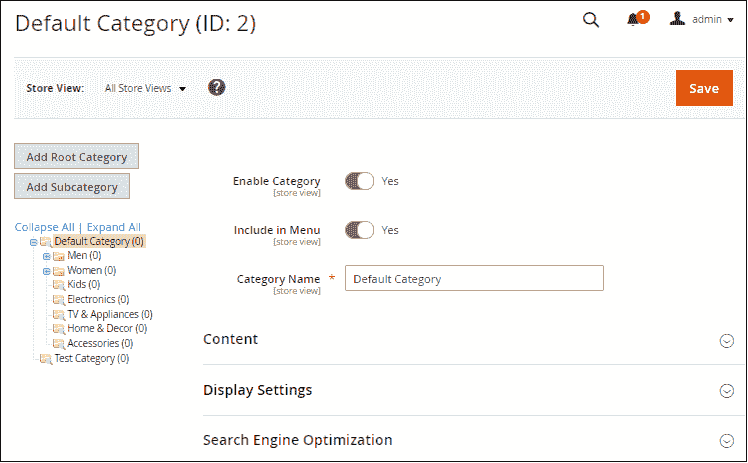 Default Category (ID: 2)
1
admin
Store View: All Store Views ?
Save
Add Root Category
Add Subcategory
Collapse All | Expand All
Default Category (0)
Men (0)
Women (0)
Kids (0)
Electronics (0)
TV & Appliances (0)
Home & Decor (0)
Accessories (0)
Test Category (0)
Enable Category Yes
[store view]
Include in Menu Yes
[store view]
Category Name * Default Category
[store view]
Content
Display Settings
Search Engine Optimization